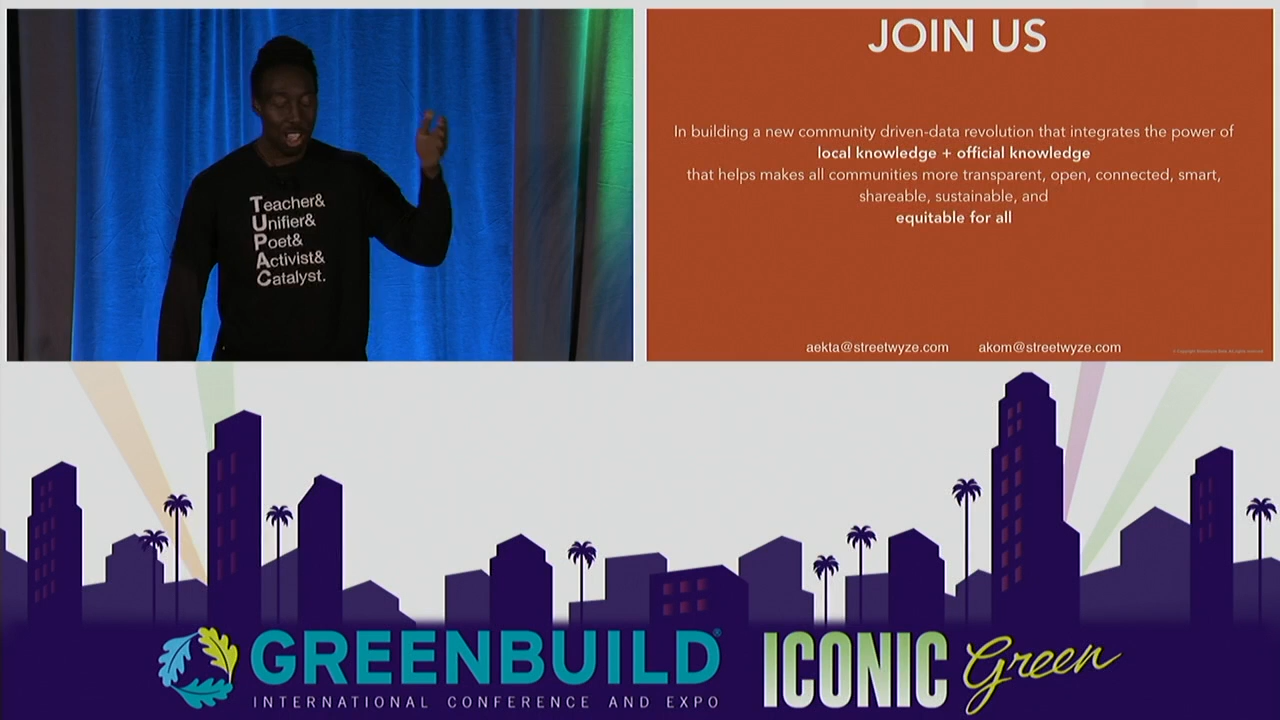 Teacher&
Unifier&
Poet&
Activist&
Catalyst.
JOIN US
In building a new community driven-data revolution that integrates the power of
local knowledge + official knowledge
that helps makes all communities more transparent, open, connected, smart,
shareable, sustainable, and
equitable for all
aekta@streetwyze.com akom@streetwyze.com
GREENBUILD®
INTERNATIONAL CONFERENCE AND EXPO
ICONIC Green